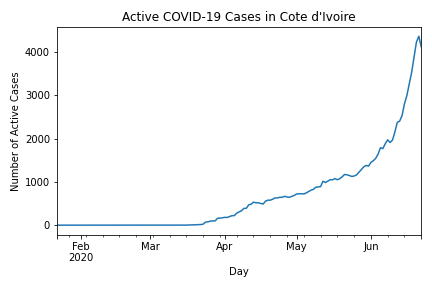 Active COVID-19 Cases in Cote d'Ivoire
Number of Active Cases
4000
3000
2000
1000
0
Feb Mar Apr May Jun
2020
Day